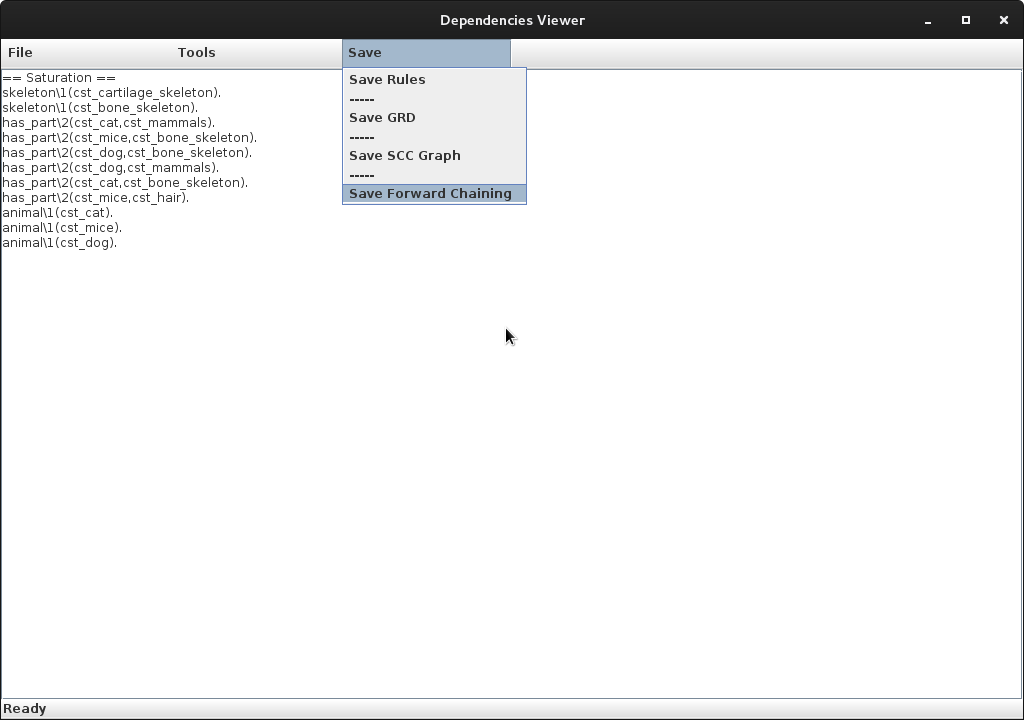 Dependencies Viewer
File Tools Save
Save Rules
-----
Save GRD
-----
Save SCC Graph
-----
Save Forward Chaining
== Saturation ==
skeleton\1(cst_cartilage_skeleton).
skeleton\1(cst_bone_skeleton).
has_part\2(cst_cat,cst_mammals).
has_part\2(cst_mice,cst_bone_skeleton).
has_part\2(cst_dog,cst_bone_skeleton).
has_part\2(cst_dog,cst_mammals).
has_part\2(cst_cat,cst_bone_skeleton).
has_part\2(cst_mice,cst_hair).
animal\1(cst_cat).
animal\1(cst_mice).
animal\1(cst_dog).
Ready